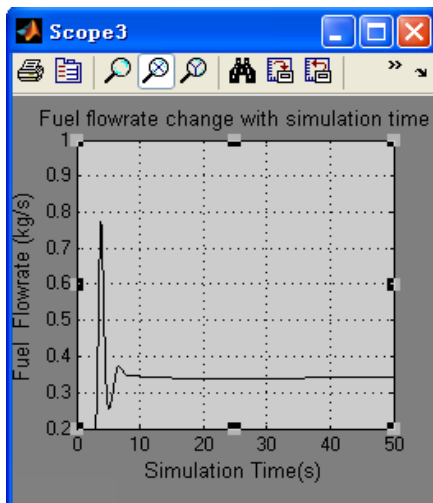 Scope3
»
Fuel flowrate change with simulation time
Fuel Flowrate (kg/s)
1
0.9
0.8
0.7
0.6
0.5
0.4
0.3
0.2
0 10 20 30 40 50
Simulation Time(s)